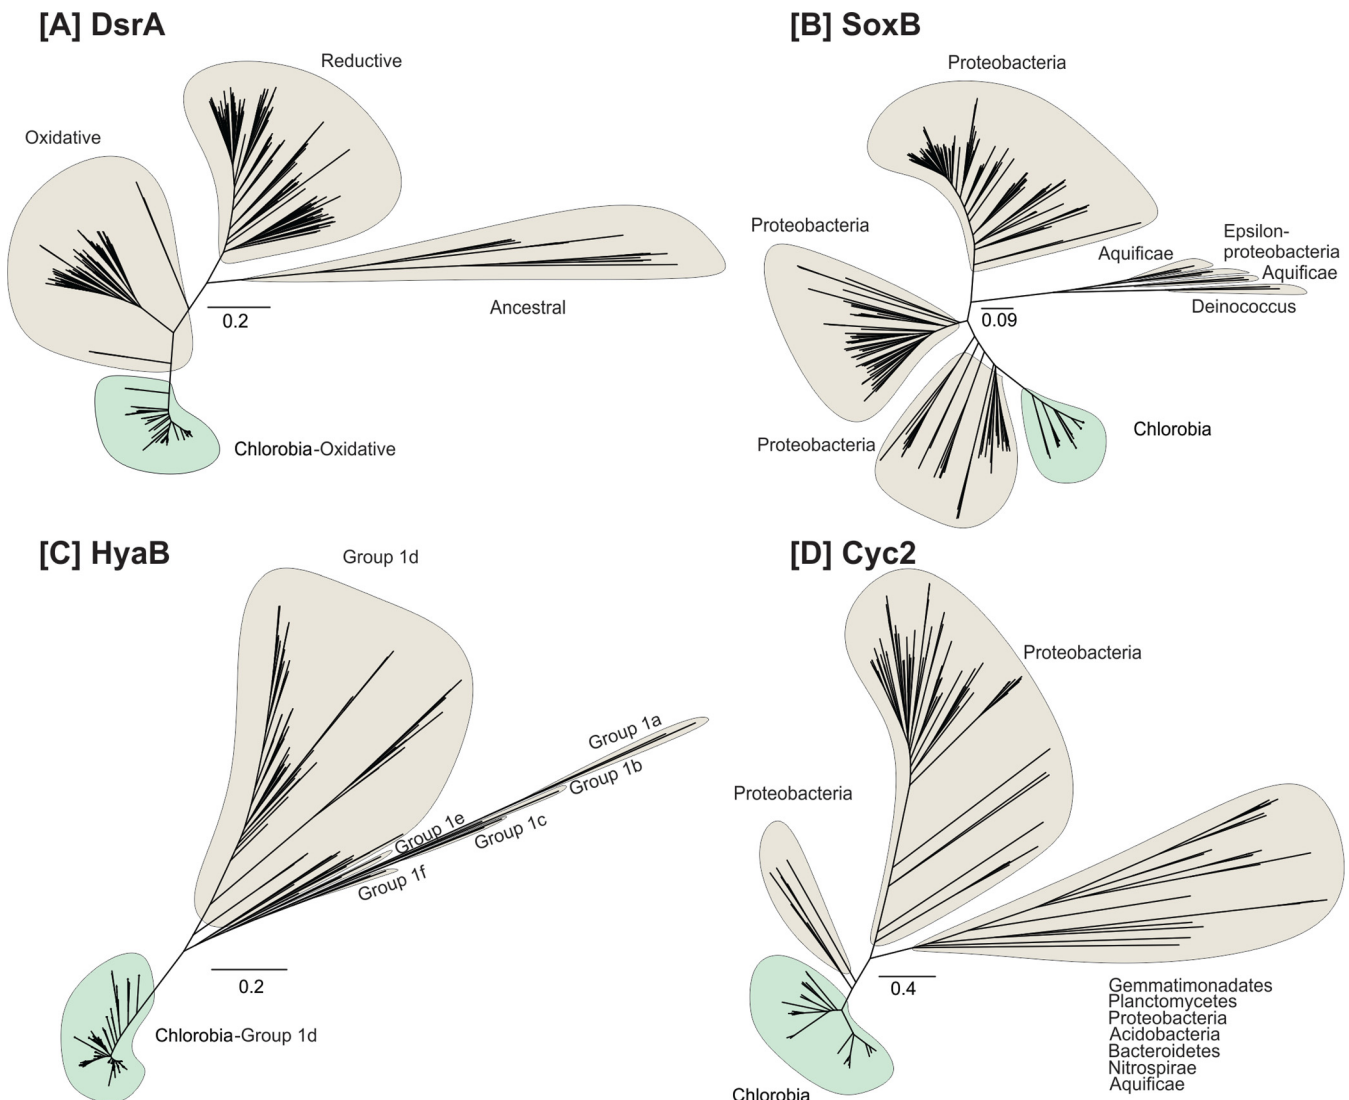 [A] DsrA
Reductive
Oxidative
0.2
Ancestral
Chlorobia-Oxidative
[B] SoxB
Proteobacteria
Proteobacteria
Epsilon-
proteobacteria
Aquificae
Aquificae
Deinococcus
0.09
Proteobacteria
Chlorobia
[C] HyaB
Group 1d
Group 1a
Group 1b
Group 1e
Group 1c
Group 1f
0.2
Chlorobia-Group 1d
[D] Cyc2
Proteobacteria
Proteobacteria
0.4
Gemmatimonadates
Planctomycetes
Proteobacteria
Acidobacteria
Bacteroidetes
Nitrospirae
Aquificae
Chlorobia